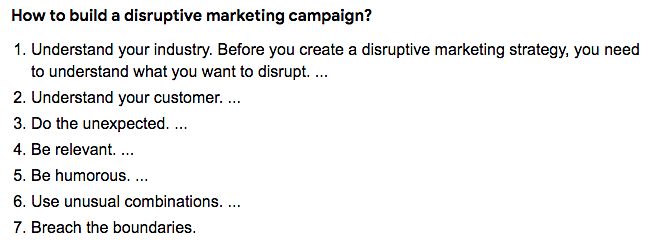 How to build a disruptive marketing campaign?
1. Understand your industry. Before you create a disruptive marketing strategy, you need
to understand what you want to disrupt. ...
2. Understand your customer. ...
3. Do the unexpected. ...
4. Be relevant. ...
5. Be humorous. ...
6. Use unusual combinations. ...
7. Breach the boundaries.